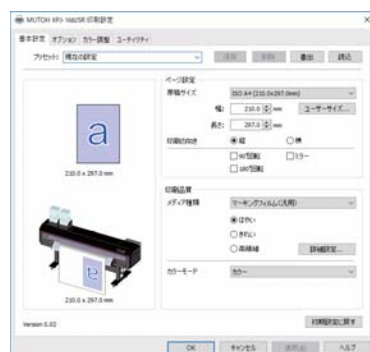 MUTOH XPJ-1682SR 印刷設定
基本設定 オプション カラー調整 ユーティリティ
プリセット: 現在の設定 保存 削除 書出 読込
ページ設定
原稿サイズ ISO A4 (210.0x297.0mm)
幅: 210.0 mm ユーザーサイズ...
長さ: 297.0 mm
印刷の向き 縦 横
90°回転 ミラー
180°回転
a
210.0 x 297.0 mm
印刷品質
メディア種類 マーキングフィルム(汎用)
はやい
きれい
高精細 詳細設定...
カラーモード カラー
a
210.0 x 297.0 mm
Version 5.02 初期設定に戻す
OK キャンセル 適用(A) ヘルプ